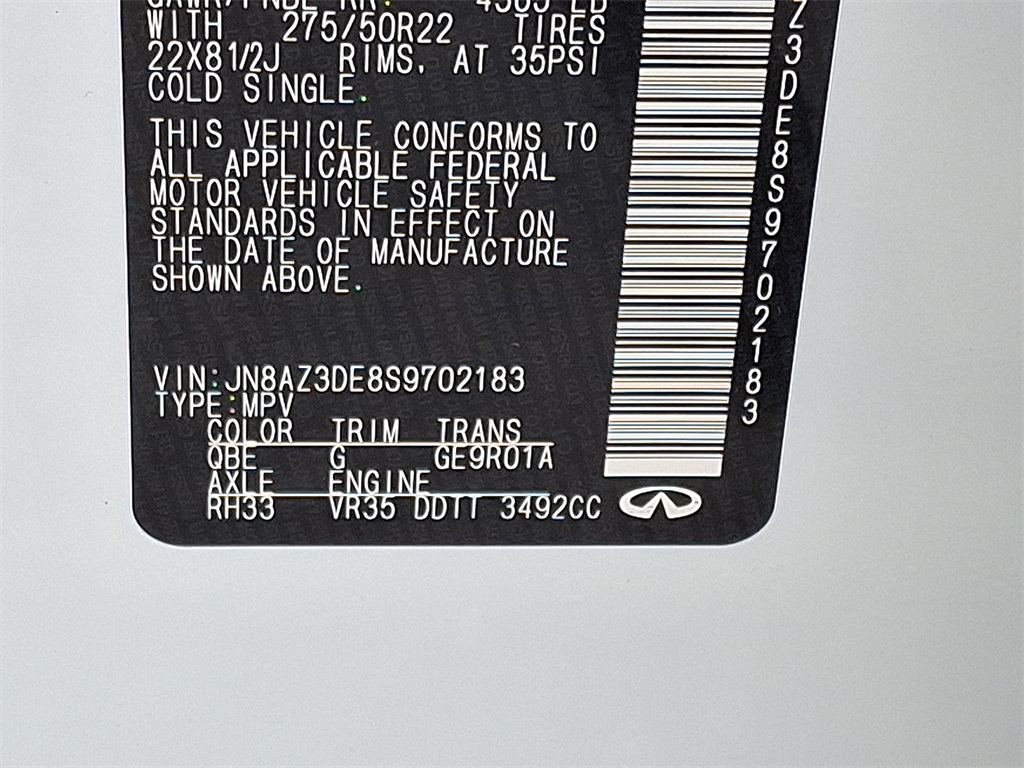 WITH 275/50R22 TIRES
22X81/2J RIMS. AT 35PSI
COLD SINGLE.
THIS VEHICLE CONFORMS TO
ALL APPLICABLE FEDERAL
MOTOR VEHICLE SAFETY
STANDARDS IN EFFECT ON
THE DATE OF MANUFACTURE
SHOWN ABOVE.
VIN:JN8AZ3DE8S9702183
TYPE:MPV
COLOR TRIM TRANS
QBE G GE9R01A
AXLE ENGINE
RH33 VR35 DDTT 3492CC
Z3DE8S9702183